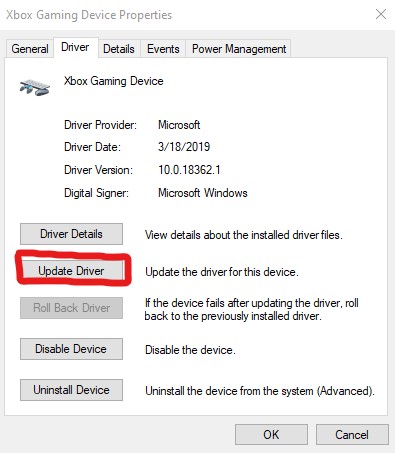 Xbox Gaming Device Properties
General Driver Details Events Power Management
Xbox Gaming Device
Driver Provider: Microsoft
Driver Date: 3/18/2019
Driver Version: 10.0.18362.1
Digital Signer: Microsoft Windows
Driver Details View details about the installed driver files.
Update Driver Update the driver for this device.
Roll Back Driver If the device fails after updating the driver, roll
back to the previously installed driver.
Disable Device Disable the device.
Uninstall Device Uninstall the device from the system (Advanced).
OK Cancel